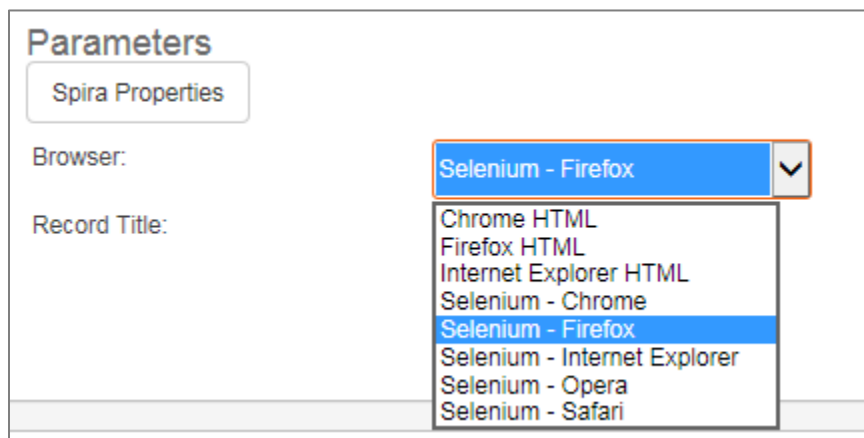 Parameters
Spira Properties
Browser:
Selenium - Firefox
Record Title:
Chrome HTML
Firefox HTML
Internet Explorer HTML
Selenium - Chrome
Selenium - Firefox
Selenium - Internet Explorer
Selenium - Opera
Selenium - Safari